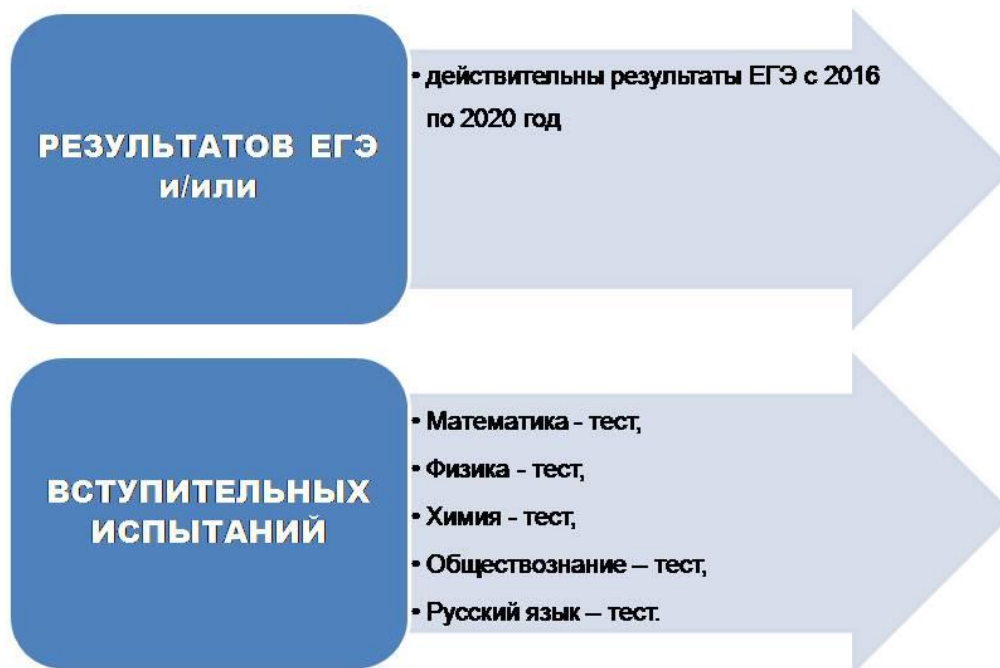 РЕЗУЛЬТАТОВ ЕГЭ
и/или
• действительны результаты ЕГЭ с 2016
по 2020 год
ВСТУПИТЕЛЬНЫХ
ИСПЫТАНИЙ
• Математика - тест,
• Физика - тест,
• Химия - тест,
• Обществознание – тест,
• Русский язык – тест.